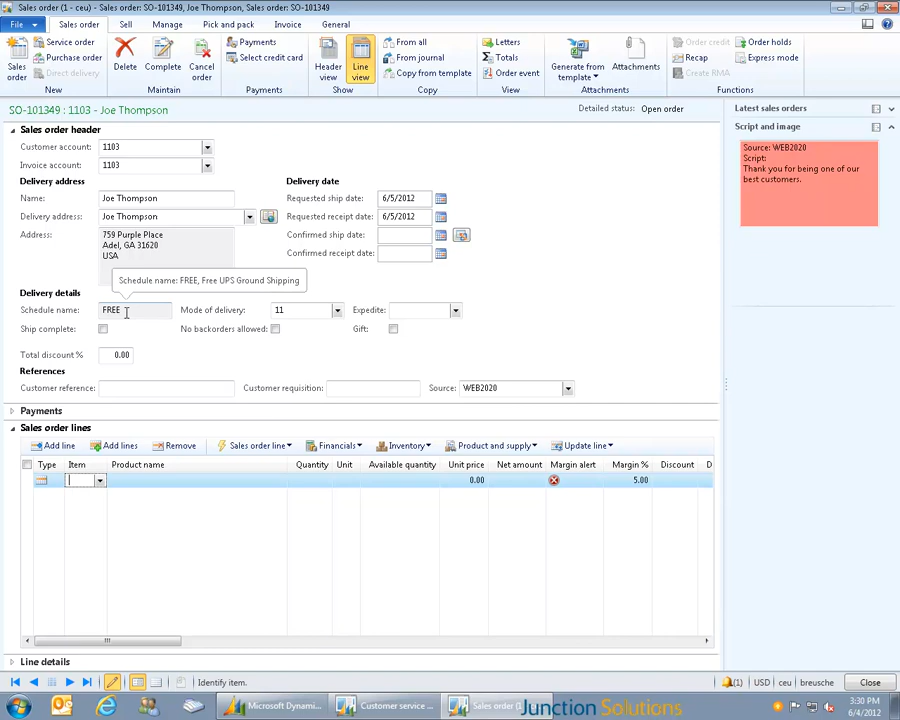 Sales order (1 - ceu) - Sales order: SO-101349, Joe Thompson, Sales order: SO-101349
File Sales order Sell Manage Pick and pack Invoice General
Sales order
Service order
Purchase order
Direct delivery
New
Delete
Complete
Cancel order
Maintain
Payments
Select credit card
Payments
Header view
Line view
Show
From all
From journal
Copy from template
Copy
Letters
Totals
Order event
View
Generate from template
Attachments
Attachments
Order credit
Recap
Create RMA
Order holds
Express mode
Functions
SO-101349 : 1103 - Joe Thompson
Detailed status: Open order
Sales order header
Customer account: 1103
Invoice account: 1103
Delivery address
Name: Joe Thompson
Delivery address: Joe Thompson
Address: 759 Purple Place
Adel, GA 31620
USA
Delivery date
Requested ship date: 6/5/2012
Requested receipt date: 6/5/2012
Confirmed ship date:
Confirmed receipt date:
Schedule name: FREE, Free UPS Ground Shipping
Delivery details
Schedule name: FREE Mode of delivery: 11 Expedite:
Ship complete: No backorders allowed: Gift:
Total discount % 0.00
References
Customer reference: Customer requisition: Source: WEB2020
Payments
Sales order lines
Add line Add lines Remove Sales order line Financials Inventory Product and supply Update line
Type Item Product name Quantity Unit Available quantity Unit price Net amount Margin alert Margin % Discount D
0.00 5.00
Line details
Latest sales orders
Script and image
Source: WEB2020
Script:
Thank you for being one of our
best customers.
Identify item.
(1) USD ceu breusche Close
Microsoft Dynami...
Customer service ...
Sales order (
Junction Solutions
3:30 PM
6/4/2012